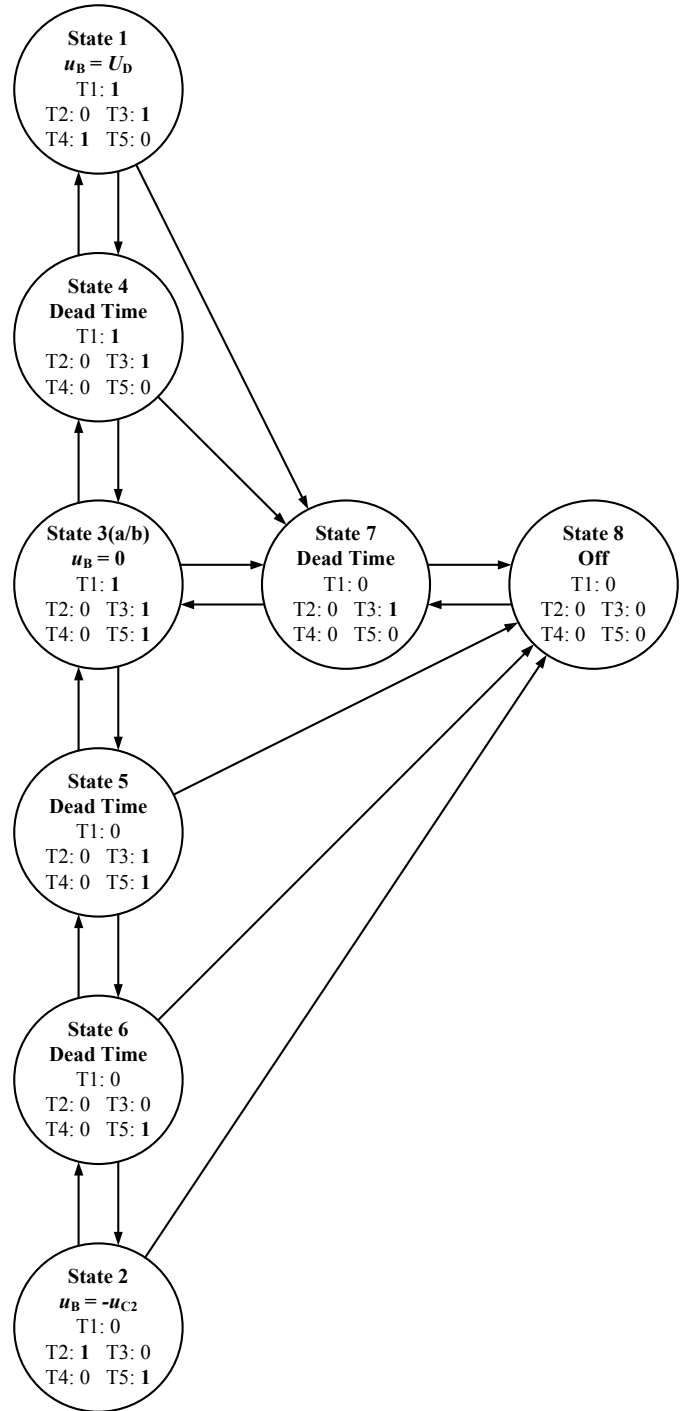 State 1
u_B = U_D
T1: 1
T2: 0 T3: 1
T4: 1 T5: 0
State 4
Dead Time
T1: 1
T2: 0 T3: 1
T4: 0 T5: 0
State 3(a/b)
u_B = 0
T1: 1
T2: 0 T3: 1
T4: 0 T5: 1
State 7
Dead Time
T1: 0
T2: 0 T3: 1
T4: 0 T5: 0
State 8
Off
T1: 0
T2: 0 T3: 0
T4: 0 T5: 0
State 5
Dead Time
T1: 0
T2: 0 T3: 1
T4: 0 T5: 1
State 6
Dead Time
T1: 0
T2: 0 T3: 0
T4: 0 T5: 1
State 2
u_B = -u_C2
T1: 0
T2: 1 T3: 0
T4: 0 T5: 1